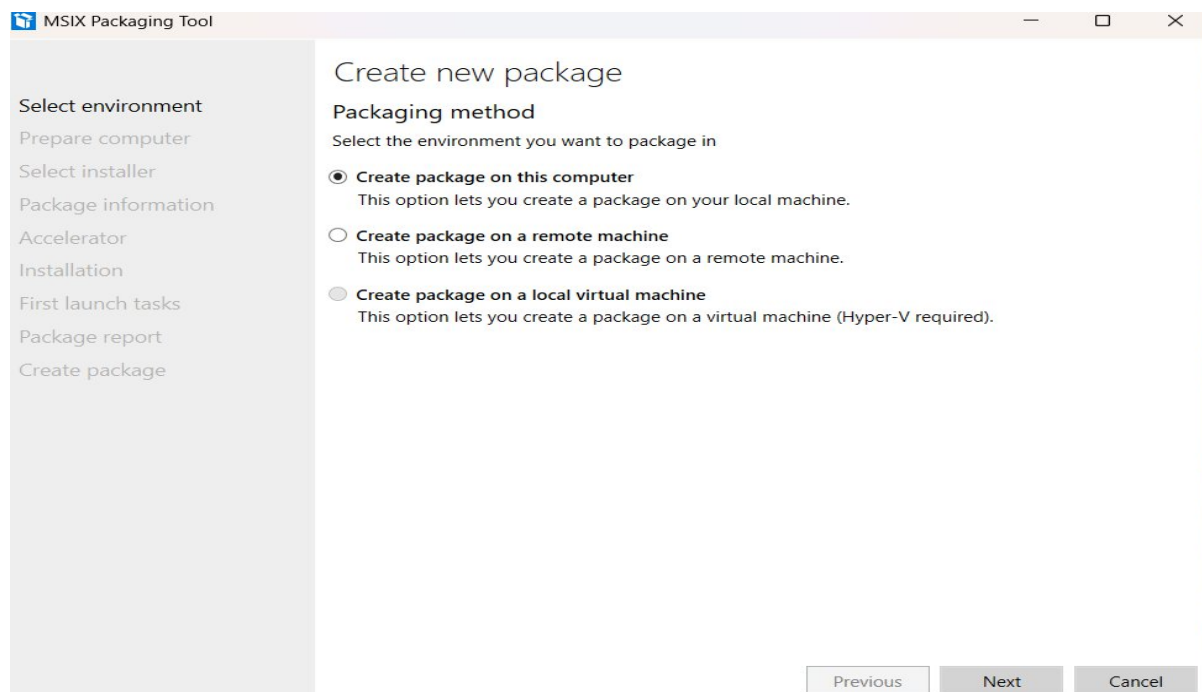 MSIX Packaging Tool
Create new package
Select environment
Prepare computer
Select installer
Package information
Accelerator
Installation
First launch tasks
Package report
Create package
Packaging method
Select the environment you want to package in
Create package on this computer
This option lets you create a package on your local machine.
Create package on a remote machine
This option lets you create a package on a remote machine.
Create package on a local virtual machine
This option lets you create a package on a virtual machine (Hyper-V required).
Previous
Next
Cancel